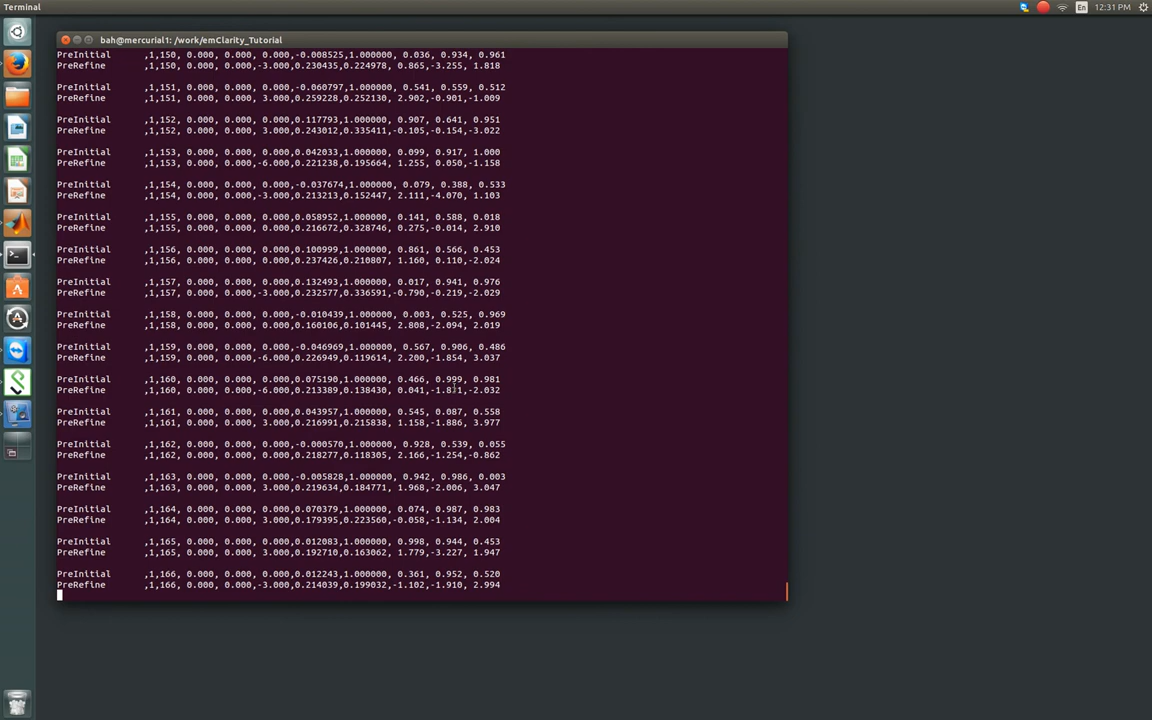 Terminal
En
12:31 PM
bah@mercurial1: /work/emClarity_Tutorial
PreInitial ,1,150, 0.000, 0.000, 0.000,-0.008525,1.000000, 0.036, 0.934, 0.961
PreRefine ,1,150, 0.000, 0.000,-3.000,0.230435,0.224978, 0.865,-3.255, 1.818
PreInitial ,1,151, 0.000, 0.000, 0.000,-0.060797,1.000000, 0.541, 0.559, 0.512
PreRefine ,1,151, 0.000, 0.000, 3.000,0.259228,0.252130, 2.902,-0.901,-1.009
PreInitial ,1,152, 0.000, 0.000, 0.000,0.117793,1.000000, 0.907, 0.641, 0.951
PreRefine ,1,152, 0.000, 0.000, 3.000,0.243012,0.335411,-0.105,-0.154,-3.022
PreInitial ,1,153, 0.000, 0.000, 0.000,0.042033,1.000000, 0.099, 0.917, 1.000
PreRefine ,1,153, 0.000, 0.000,-6.000,0.221238,0.195664, 1.255, 0.050,-1.158
PreInitial ,1,154, 0.000, 0.000, 0.000,-0.037674,1.000000, 0.079, 0.388, 0.533
PreRefine ,1,154, 0.000, 0.000,-3.000,0.213213,0.152447, 2.111,-4.070, 1.103
PreInitial ,1,155, 0.000, 0.000, 0.000,0.058952,1.000000, 0.141, 0.588, 0.018
PreRefine ,1,155, 0.000, 0.000, 0.000,0.216672,0.328746, 0.275,-0.014, 2.910
PreInitial ,1,156, 0.000, 0.000, 0.000,0.100999,1.000000, 0.861, 0.566, 0.453
PreRefine ,1,156, 0.000, 0.000, 0.000,0.237426,0.210807, 1.160, 0.110,-2.024
PreInitial ,1,157, 0.000, 0.000, 0.000,0.132493,1.000000, 0.017, 0.941, 0.976
PreRefine ,1,157, 0.000, 0.000,-3.000,0.232577,0.336591,-0.790,-0.219,-2.029
PreInitial ,1,158, 0.000, 0.000, 0.000,-0.010439,1.000000, 0.003, 0.525, 0.969
PreRefine ,1,158, 0.000, 0.000, 0.000,0.160106,0.101445, 2.808,-2.094, 2.019
PreInitial ,1,159, 0.000, 0.000, 0.000,-0.046969,1.000000, 0.567, 0.906, 0.486
PreRefine ,1,159, 0.000, 0.000,-6.000,0.226949,0.119614, 2.200,-1.854, 3.037
PreInitial ,1,160, 0.000, 0.000, 0.000,0.075190,1.000000, 0.466, 0.999, 0.981
PreRefine ,1,160, 0.000, 0.000,-6.000,0.213389,0.138430, 0.041,-1.831,-2.032
PreInitial ,1,161, 0.000, 0.000, 0.000,0.043957,1.000000, 0.545, 0.087, 0.558
PreRefine ,1,161, 0.000, 0.000, 3.000,0.216991,0.215838, 1.158,-1.886, 3.977
PreInitial ,1,162, 0.000, 0.000, 0.000,-0.000570,1.000000, 0.928, 0.539, 0.055
PreRefine ,1,162, 0.000, 0.000, 0.000,0.218277,0.118305, 2.166,-1.254,-0.862
PreInitial ,1,163, 0.000, 0.000, 0.000,-0.005828,1.000000, 0.942, 0.986, 0.003
PreRefine ,1,163, 0.000, 0.000, 3.000,0.219634,0.184771, 1.968,-2.006, 3.047
PreInitial ,1,164, 0.000, 0.000, 0.000,0.070379,1.000000, 0.074, 0.987, 0.983
PreRefine ,1,164, 0.000, 0.000, 3.000,0.179395,0.223560,-0.058,-1.134, 2.004
PreInitial ,1,165, 0.000, 0.000, 0.000,0.012083,1.000000, 0.998, 0.944, 0.453
PreRefine ,1,165, 0.000, 0.000, 3.000,0.192710,0.163062, 1.779,-3.227, 1.947
PreInitial ,1,166, 0.000, 0.000, 0.000,0.012243,1.000000, 0.361, 0.952, 0.520
PreRefine ,1,166, 0.000, 0.000,-3.000,0.214039,0.199032,-1.102,-1.910, 2.994